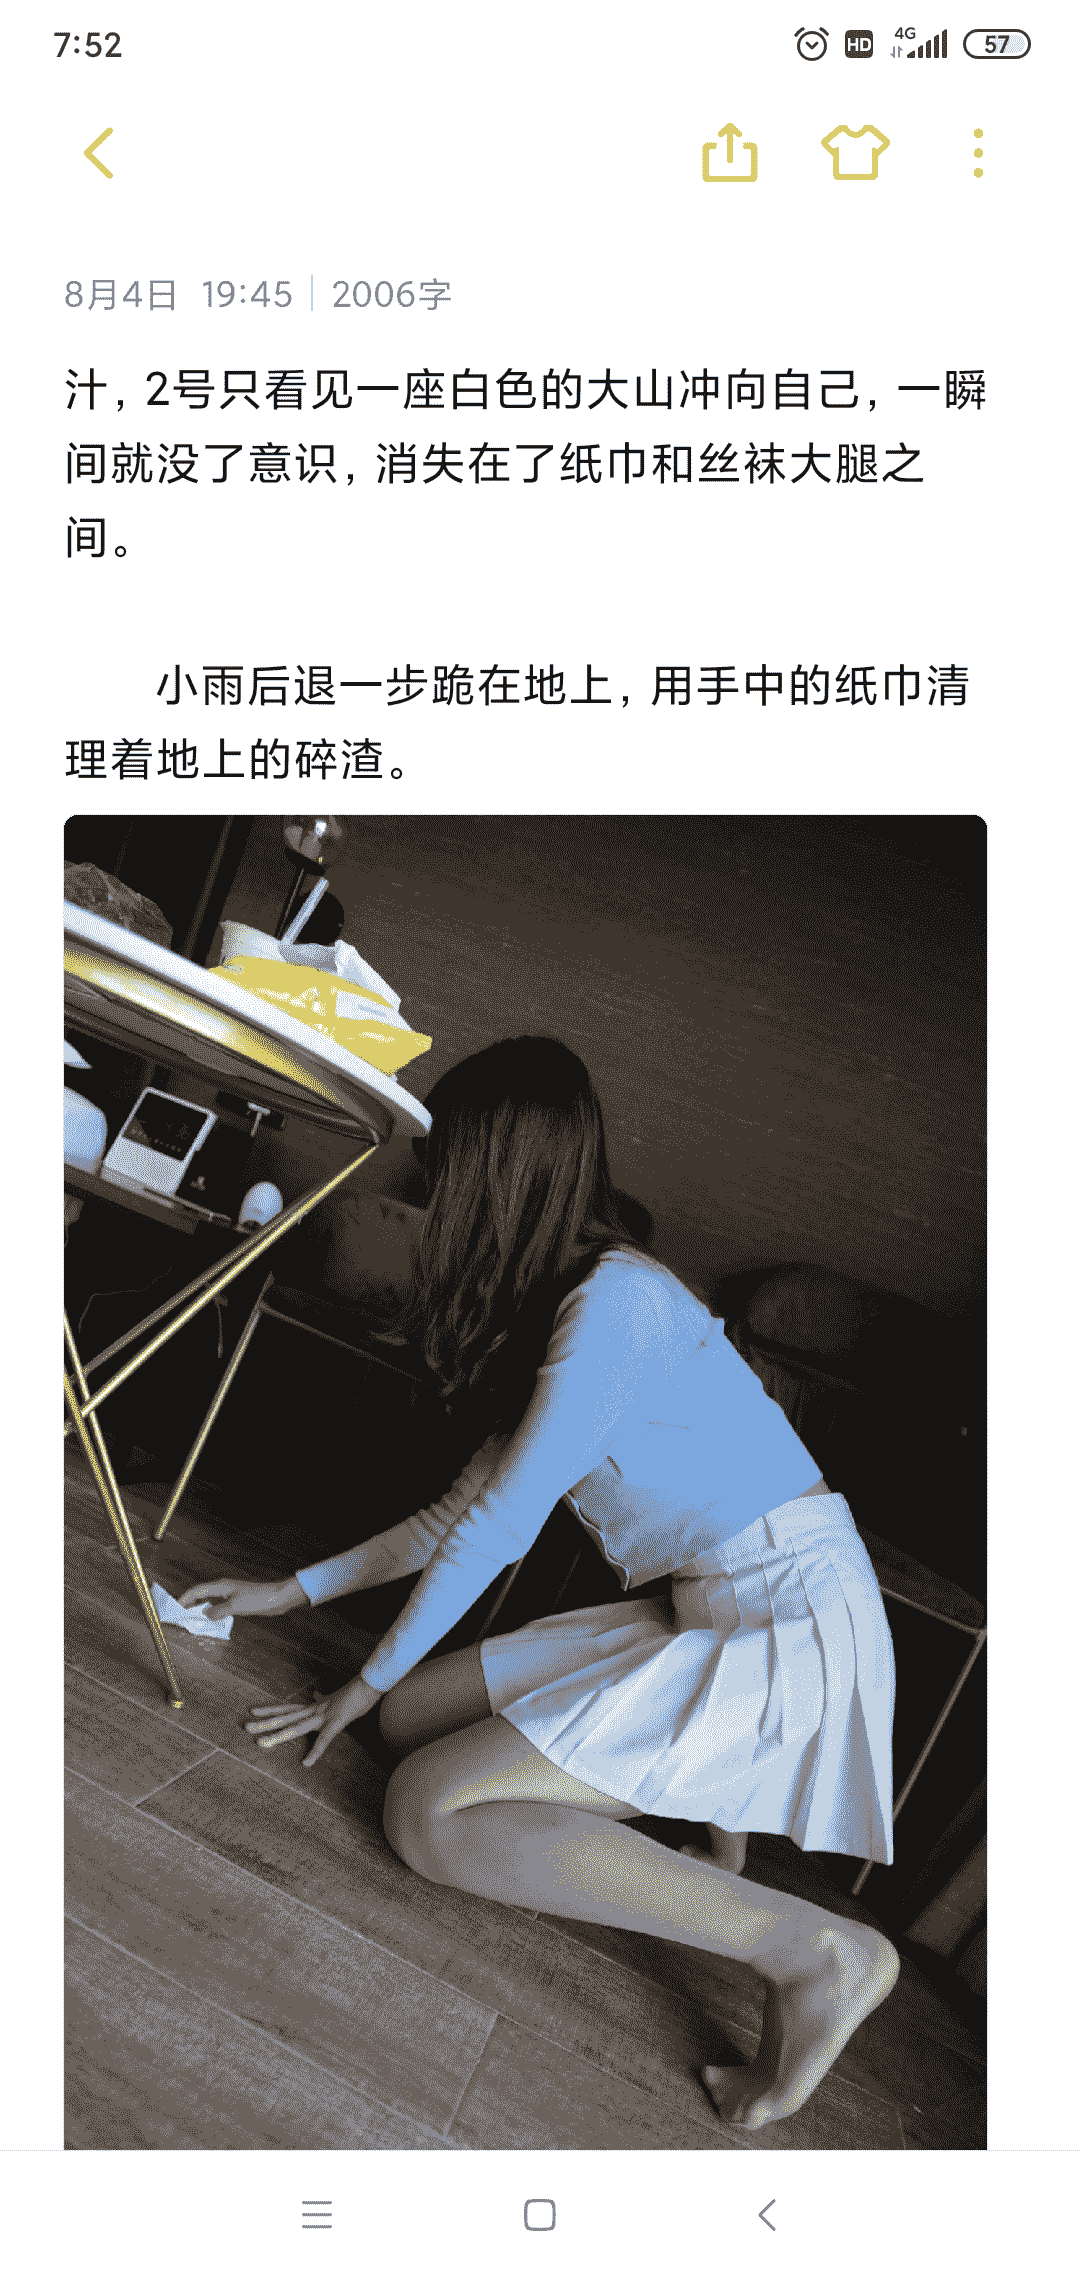 7:52
HD 4G 57
8月4日 19:45 | 2006字
汁，2号只看见一座白色的大山冲向自己，一瞬
间就没了意识，消失在了纸巾和丝袜大腿之
间。
小雨后退一步跪在地上，用手中的纸巾清
理着地上的碎渣。